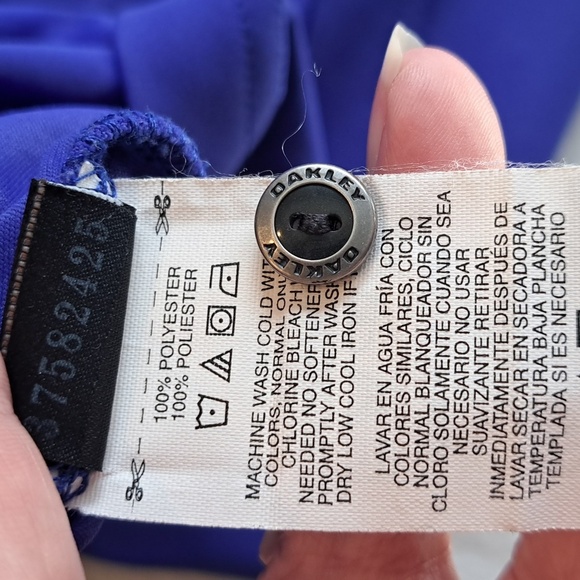 37582425
OAKLEY
OAKLEY
100% POLYESTER
100% POLIESTER
MACHINE WASH COLD WIT
COLORS, NORMAL ONL
CHLORINE BLEACH
NEEDED NO SOFTENER
PROMPTLY AFTER WASH
DRY LOW COOL IRON IF
LAVAR EN AGUA FRÍA CON
COLORES SIMILARES, CICLO
NORMAL BLANQUEADOR SIN
CLORO SOLAMENTE CUANDO SEA
NECESARIO NO USAR
SUAVIZANTE RETIRAR
INMEDIATAMENTE DESPUES DE
LAVAR SECAR EN SECADORA A
TEMPERATURA BAJA PLANCHA
TEMPLADA SI ES NECESARIO